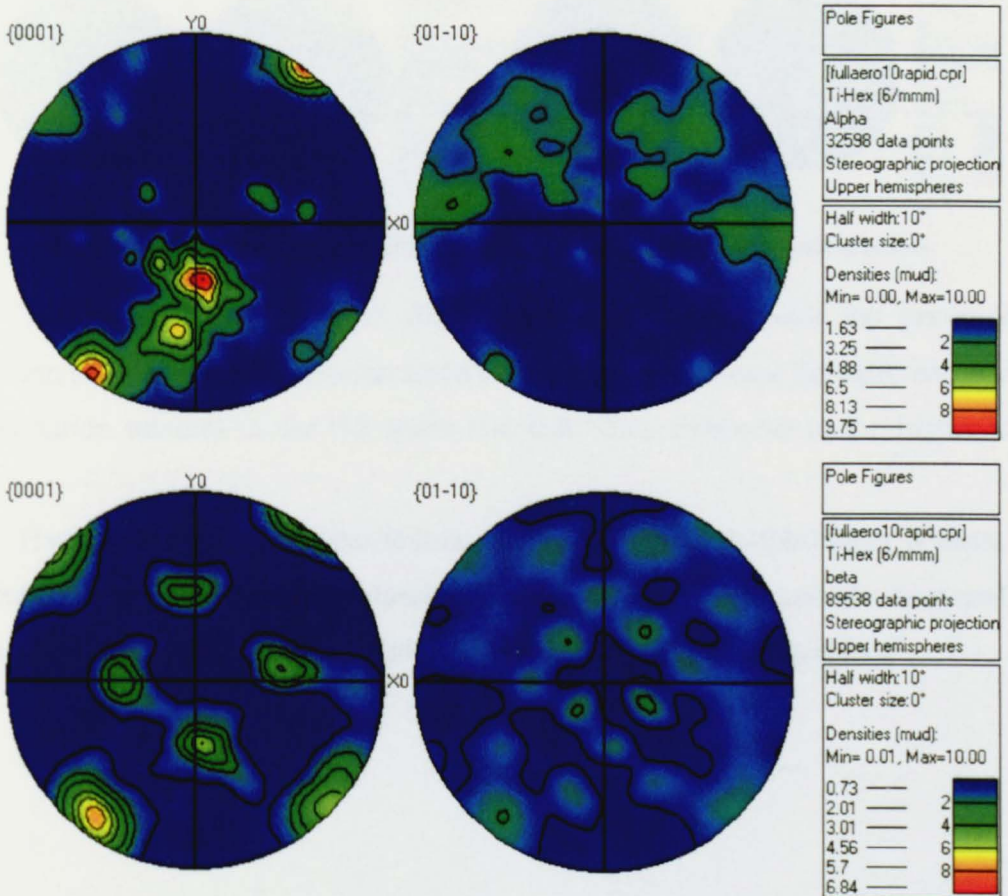 {0001}
Y0
{01-10}
X0
Pole Figures
[fullaero10rapid.cpr]
Ti-Hex (6/mmm)
Alpha
32598 data points
Stereographic projection
Upper hemispheres
Half width:10°
Cluster size:0°
Densities (mud):
Min= 0.00, Max=10.00
1.63
3.25
4.88
6.5
8.13
9.75
2
4
6
8
{0001}
Y0
{01-10}
X0
Pole Figures
[fullaero10rapid.cpr]
Ti-Hex (6/mmm)
beta
89538 data points
Stereographic projection
Upper hemispheres
Half width:10°
Cluster size:0°
Densities (mud):
Min= 0.01, Max=10.00
0.73
2.01
3.01
4.56
5.7
6.84
2
4
6
8